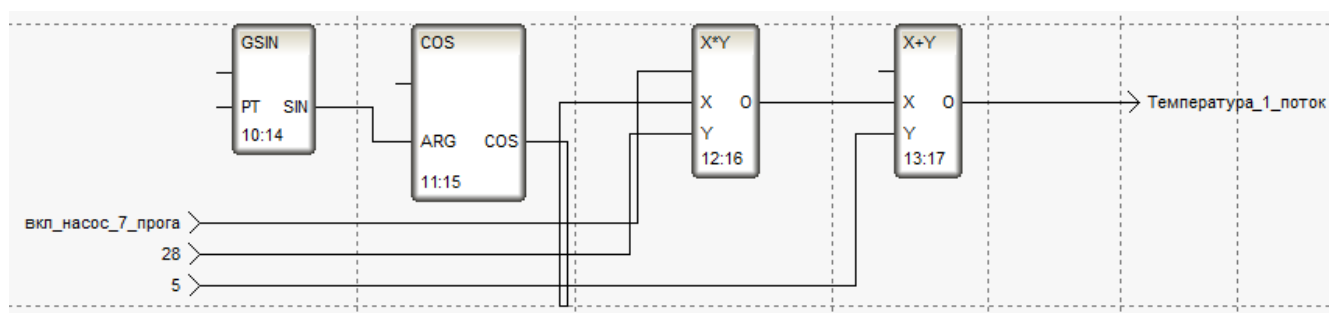 GSIN
PT SIN
10:14
COS
ARG COS
11:15
X*Y
X O
Y
12:16
X+Y
X O
Y
13:17
Температура_1_поток
вкл_насос_7_прога
28
5